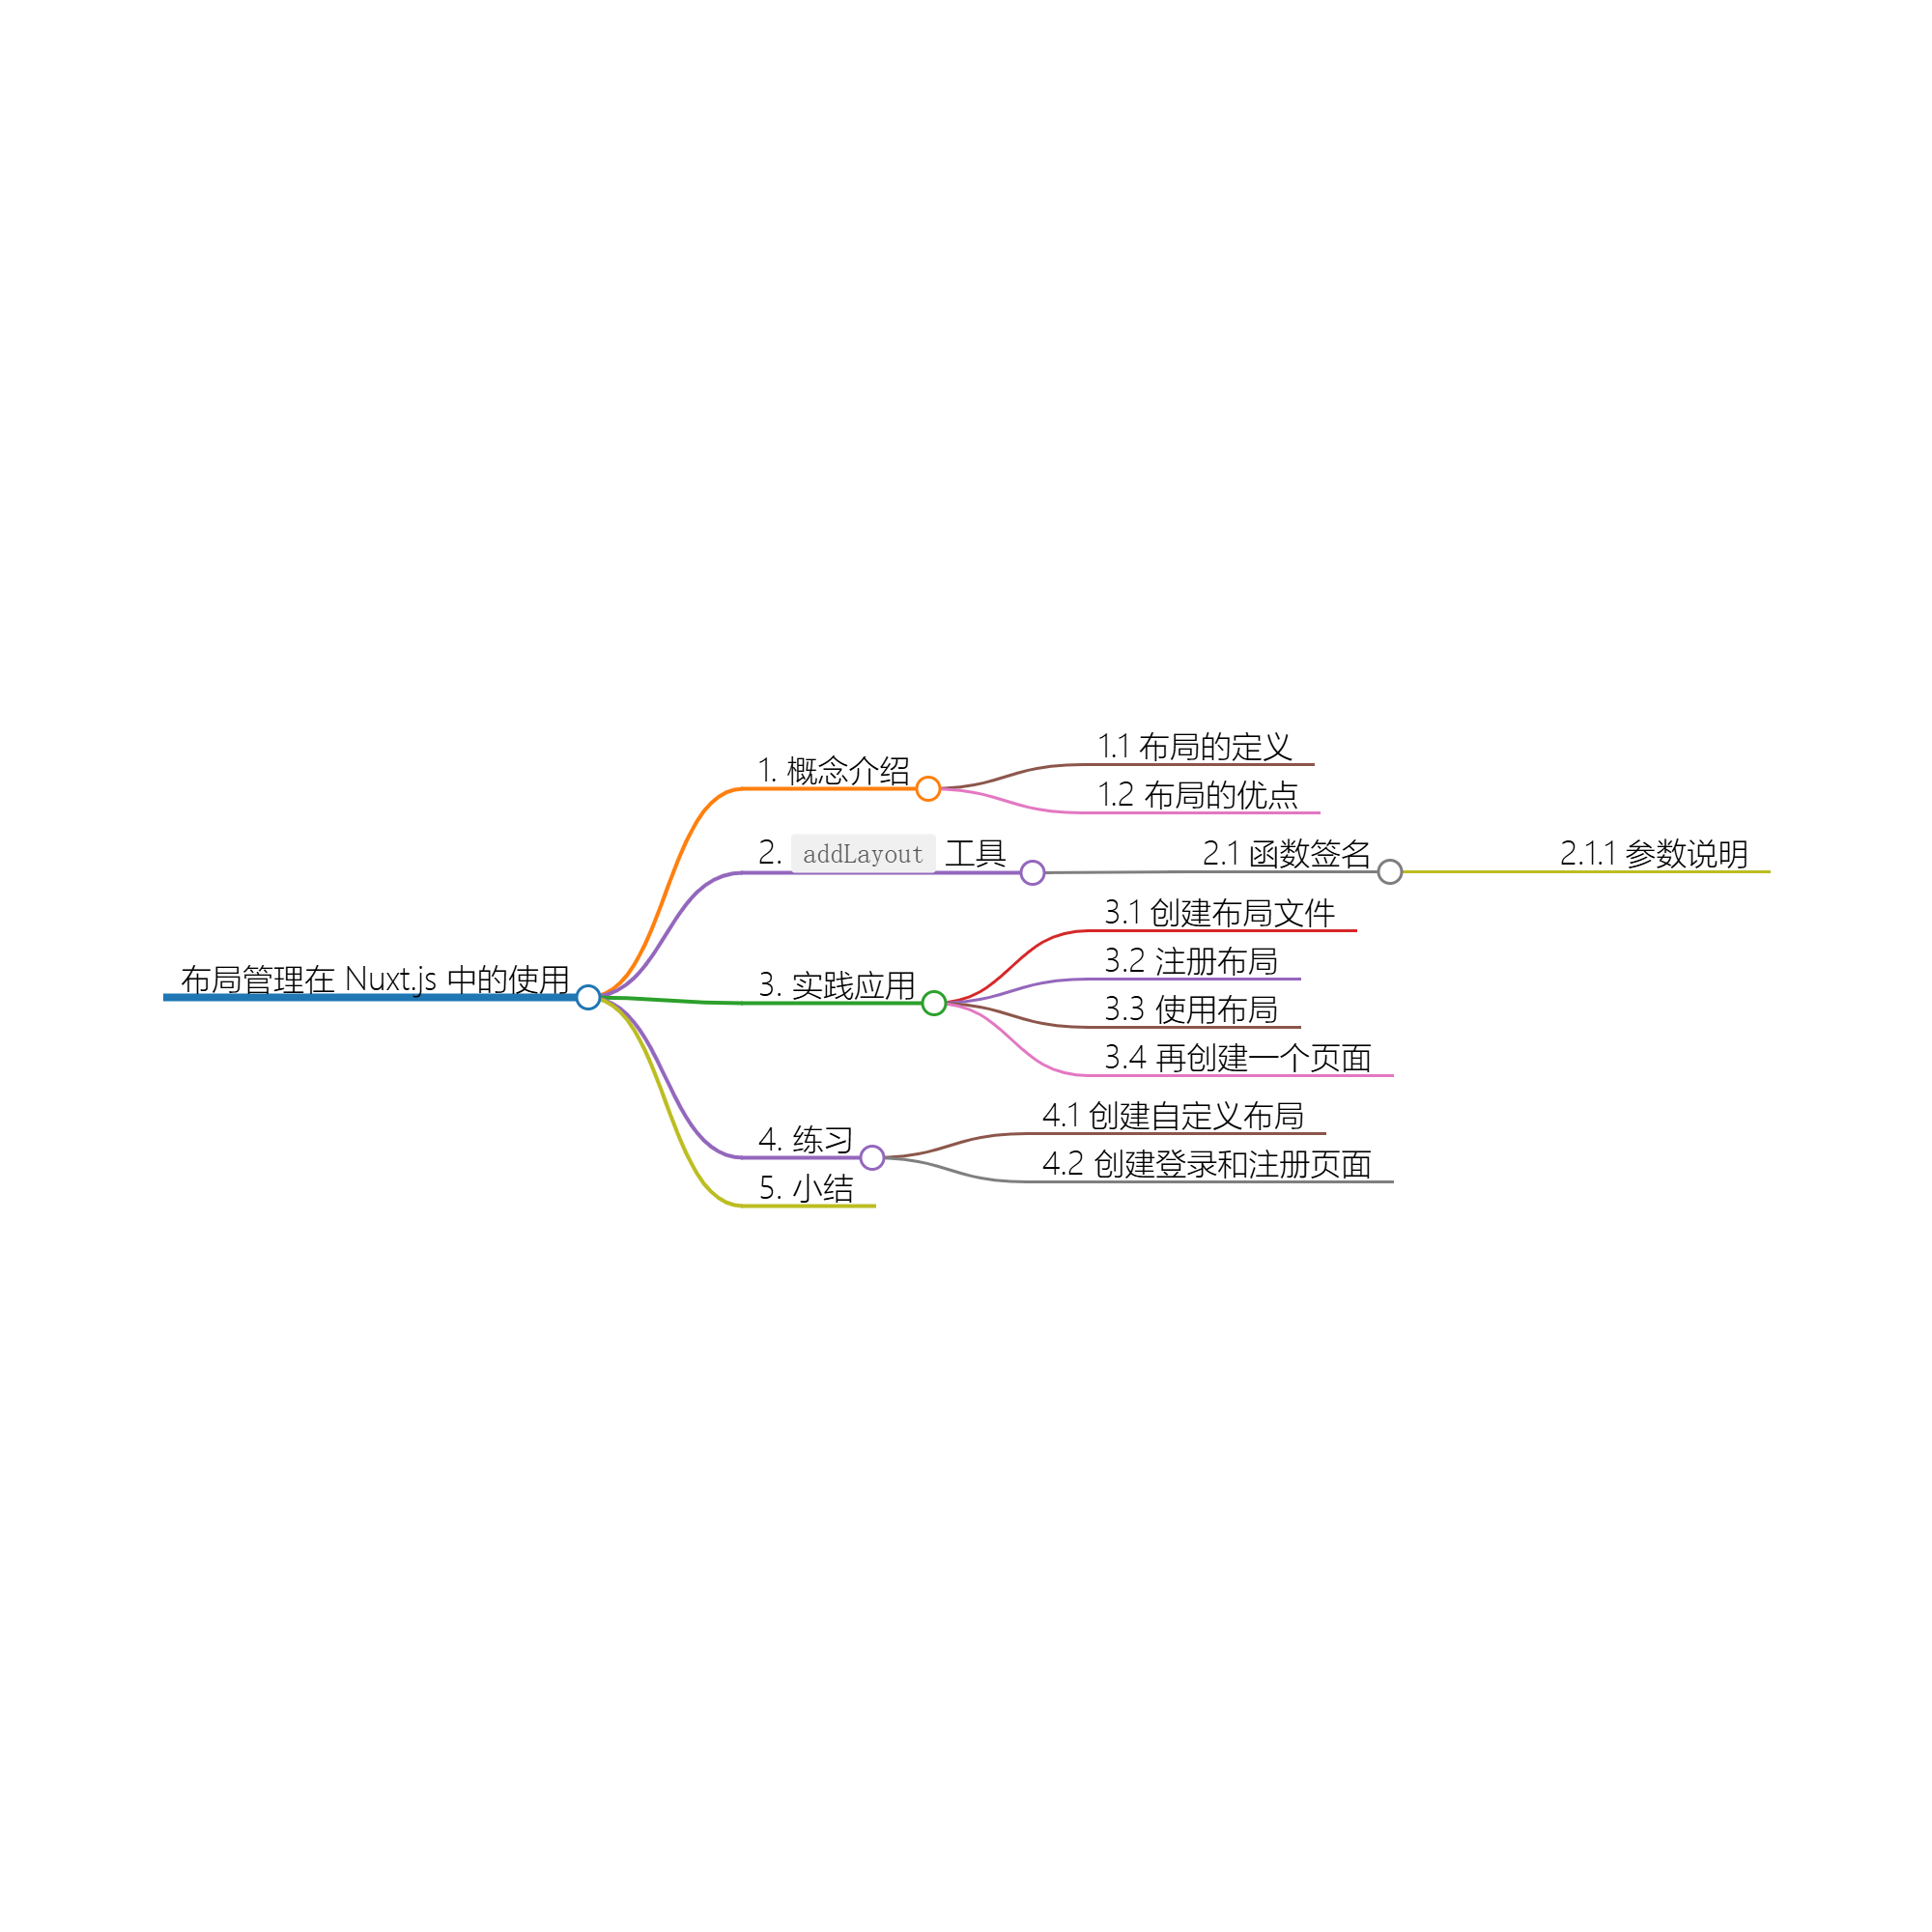 布局管理在 Nuxt.js 中的使用
1. 概念介绍
1.1 布局的定义
1.2 布局的优点
2. addLayout 工具
2.1 函数签名
2.1.1 参数说明
3. 实践应用
3.1 创建布局文件
3.2 注册布局
3.3 使用布局
3.4 再创建一个页面
4. 练习
4.1 创建自定义布局
4.2 创建登录和注册页面
5. 小结